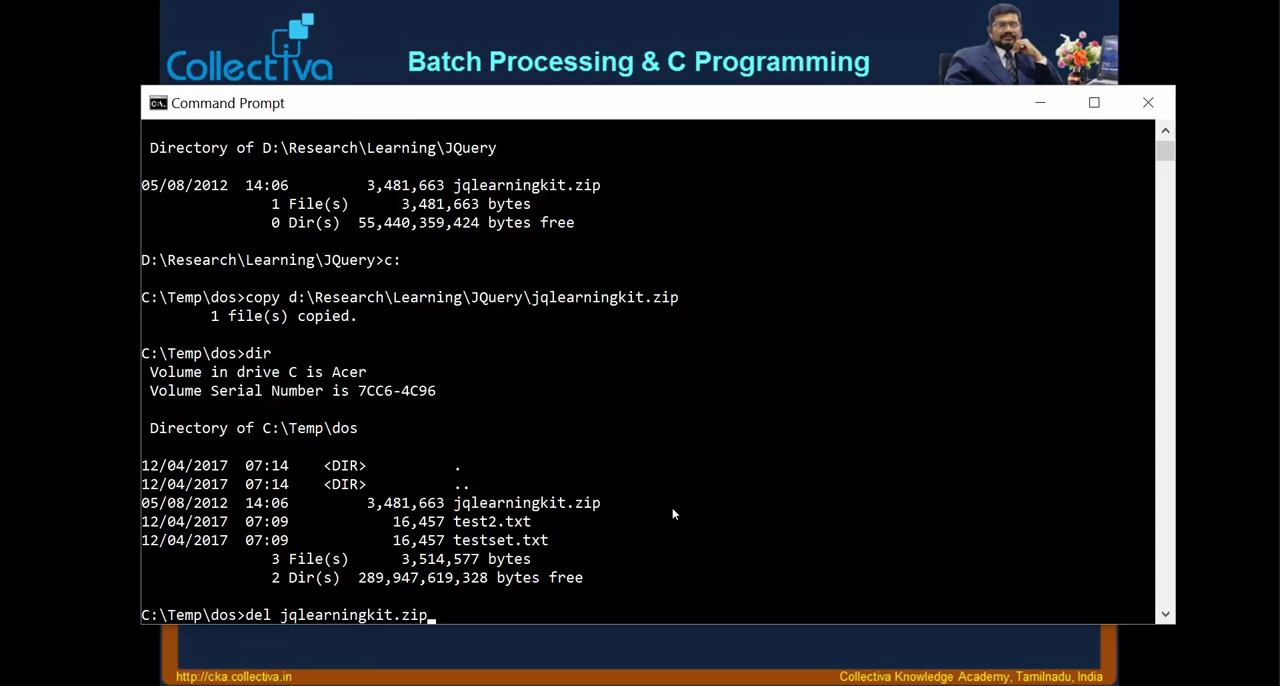 Collectiva
Batch Processing & C Programming
Command Prompt
Directory of D:\Research\Learning\JQuery
05/08/2012  14:06         3,481,663 jqlearningkit.zip
1 File(s)      3,481,663 bytes
0 Dir(s)  55,440,359,424 bytes free
D:\Research\Learning\JQuery>c:
C:\Temp\dos>copy d:\Research\Learning\JQuery\jqlearningkit.zip
1 file(s) copied.
C:\Temp\dos>dir
Volume in drive C is Acer
Volume Serial Number is 7CC6-4C96
Directory of C:\Temp\dos
12/04/2017  07:14    <DIR>          .
12/04/2017  07:14    <DIR>          ..
05/08/2012  14:06         3,481,663 jqlearningkit.zip
12/04/2017  07:09            16,457 test2.txt
12/04/2017  07:09            16,457 testset.txt
3 File(s)      3,514,577 bytes
2 Dir(s)  289,947,619,328 bytes free
C:\Temp\dos>del jqlearningkit.zip
http://cka.collectiva.in
Collectiva Knowledge Academy, Tamilnadu, India